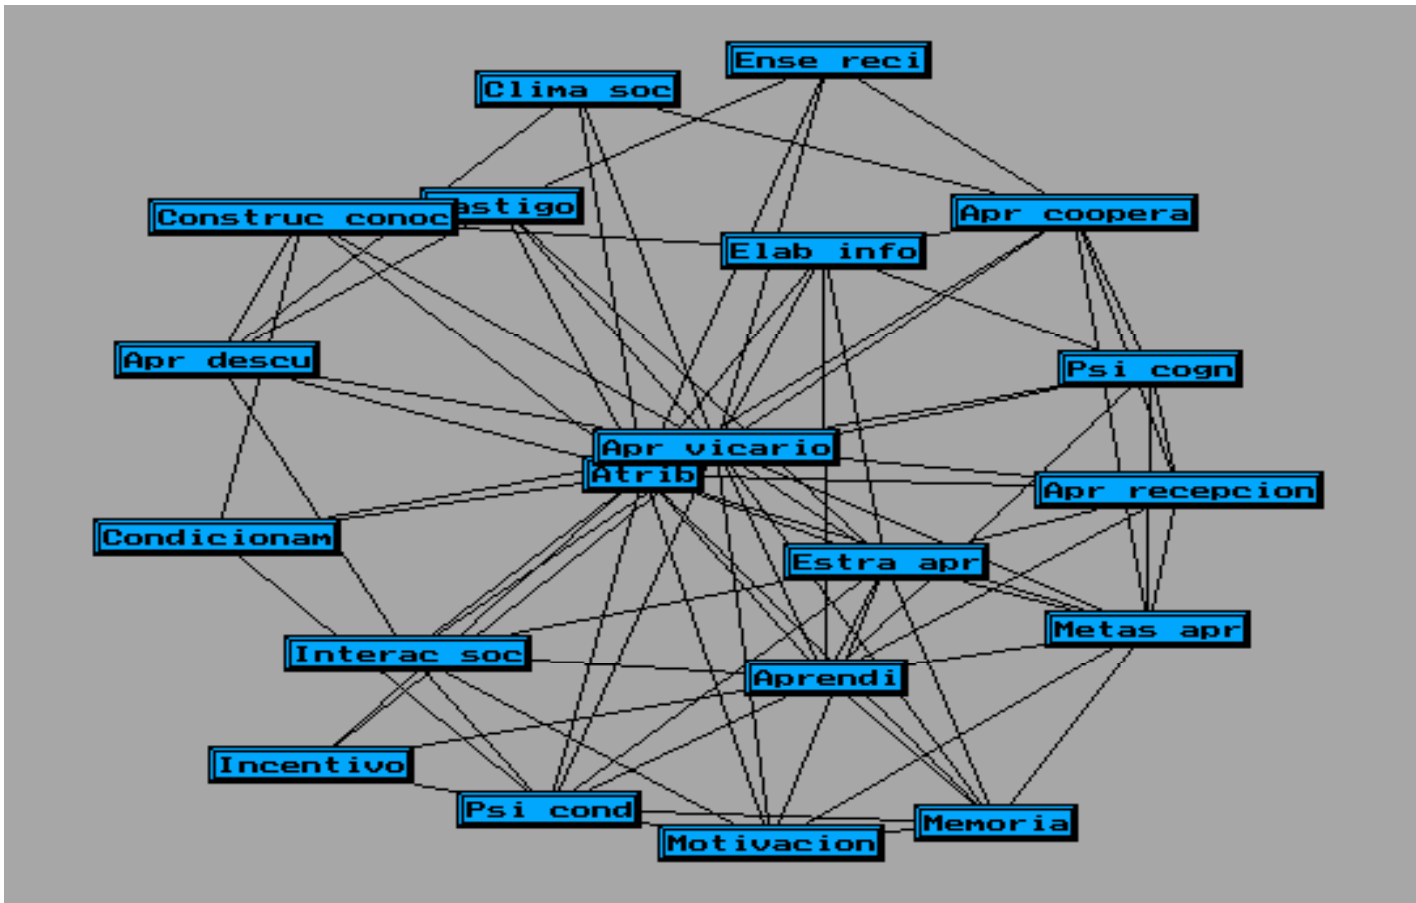 Ense reci
Clima soc
Construc conoc
astigo
Apr coopera
Elab info
Apr descu
Psi cogn
Apr vicario
Atrib
Apr recepcion
Condicionam
Estra apr
Metas apr
Interac soc
Aprendi
Incentivo
Psi cond
Memoria
Motivacion